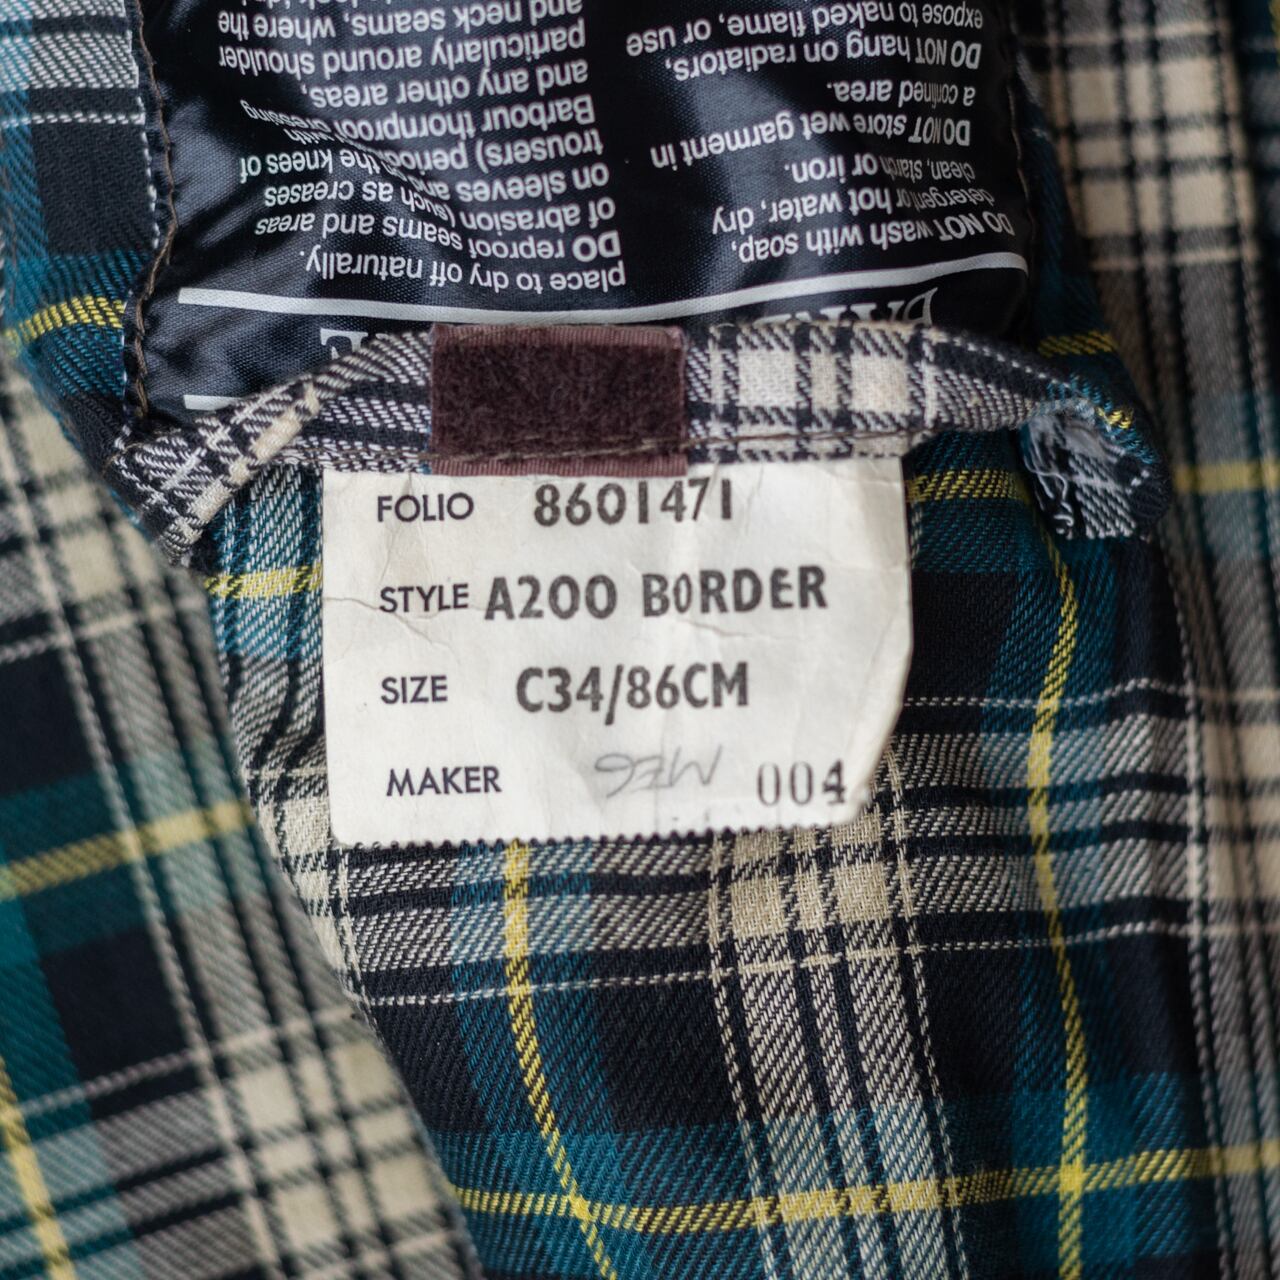 DO NOT wash with soap,
detergent or hot water, dry
clean, starch or iron.
DO NOT store wet garment in
a confined area.
DO NOT hang on radiators,
expose to naked flame, or use
place to dry off naturally.
DO reproof seams and areas
of abrasion (such as creases
on sleeves and the knees of
trousers) periodically with
Barbour thornproof dressing
and any other areas,
particularly around shoulder
and neck seams, where the
FOLIO 8601471
STYLE A200 BORDER
SIZE C34/86CM
MAKER 004